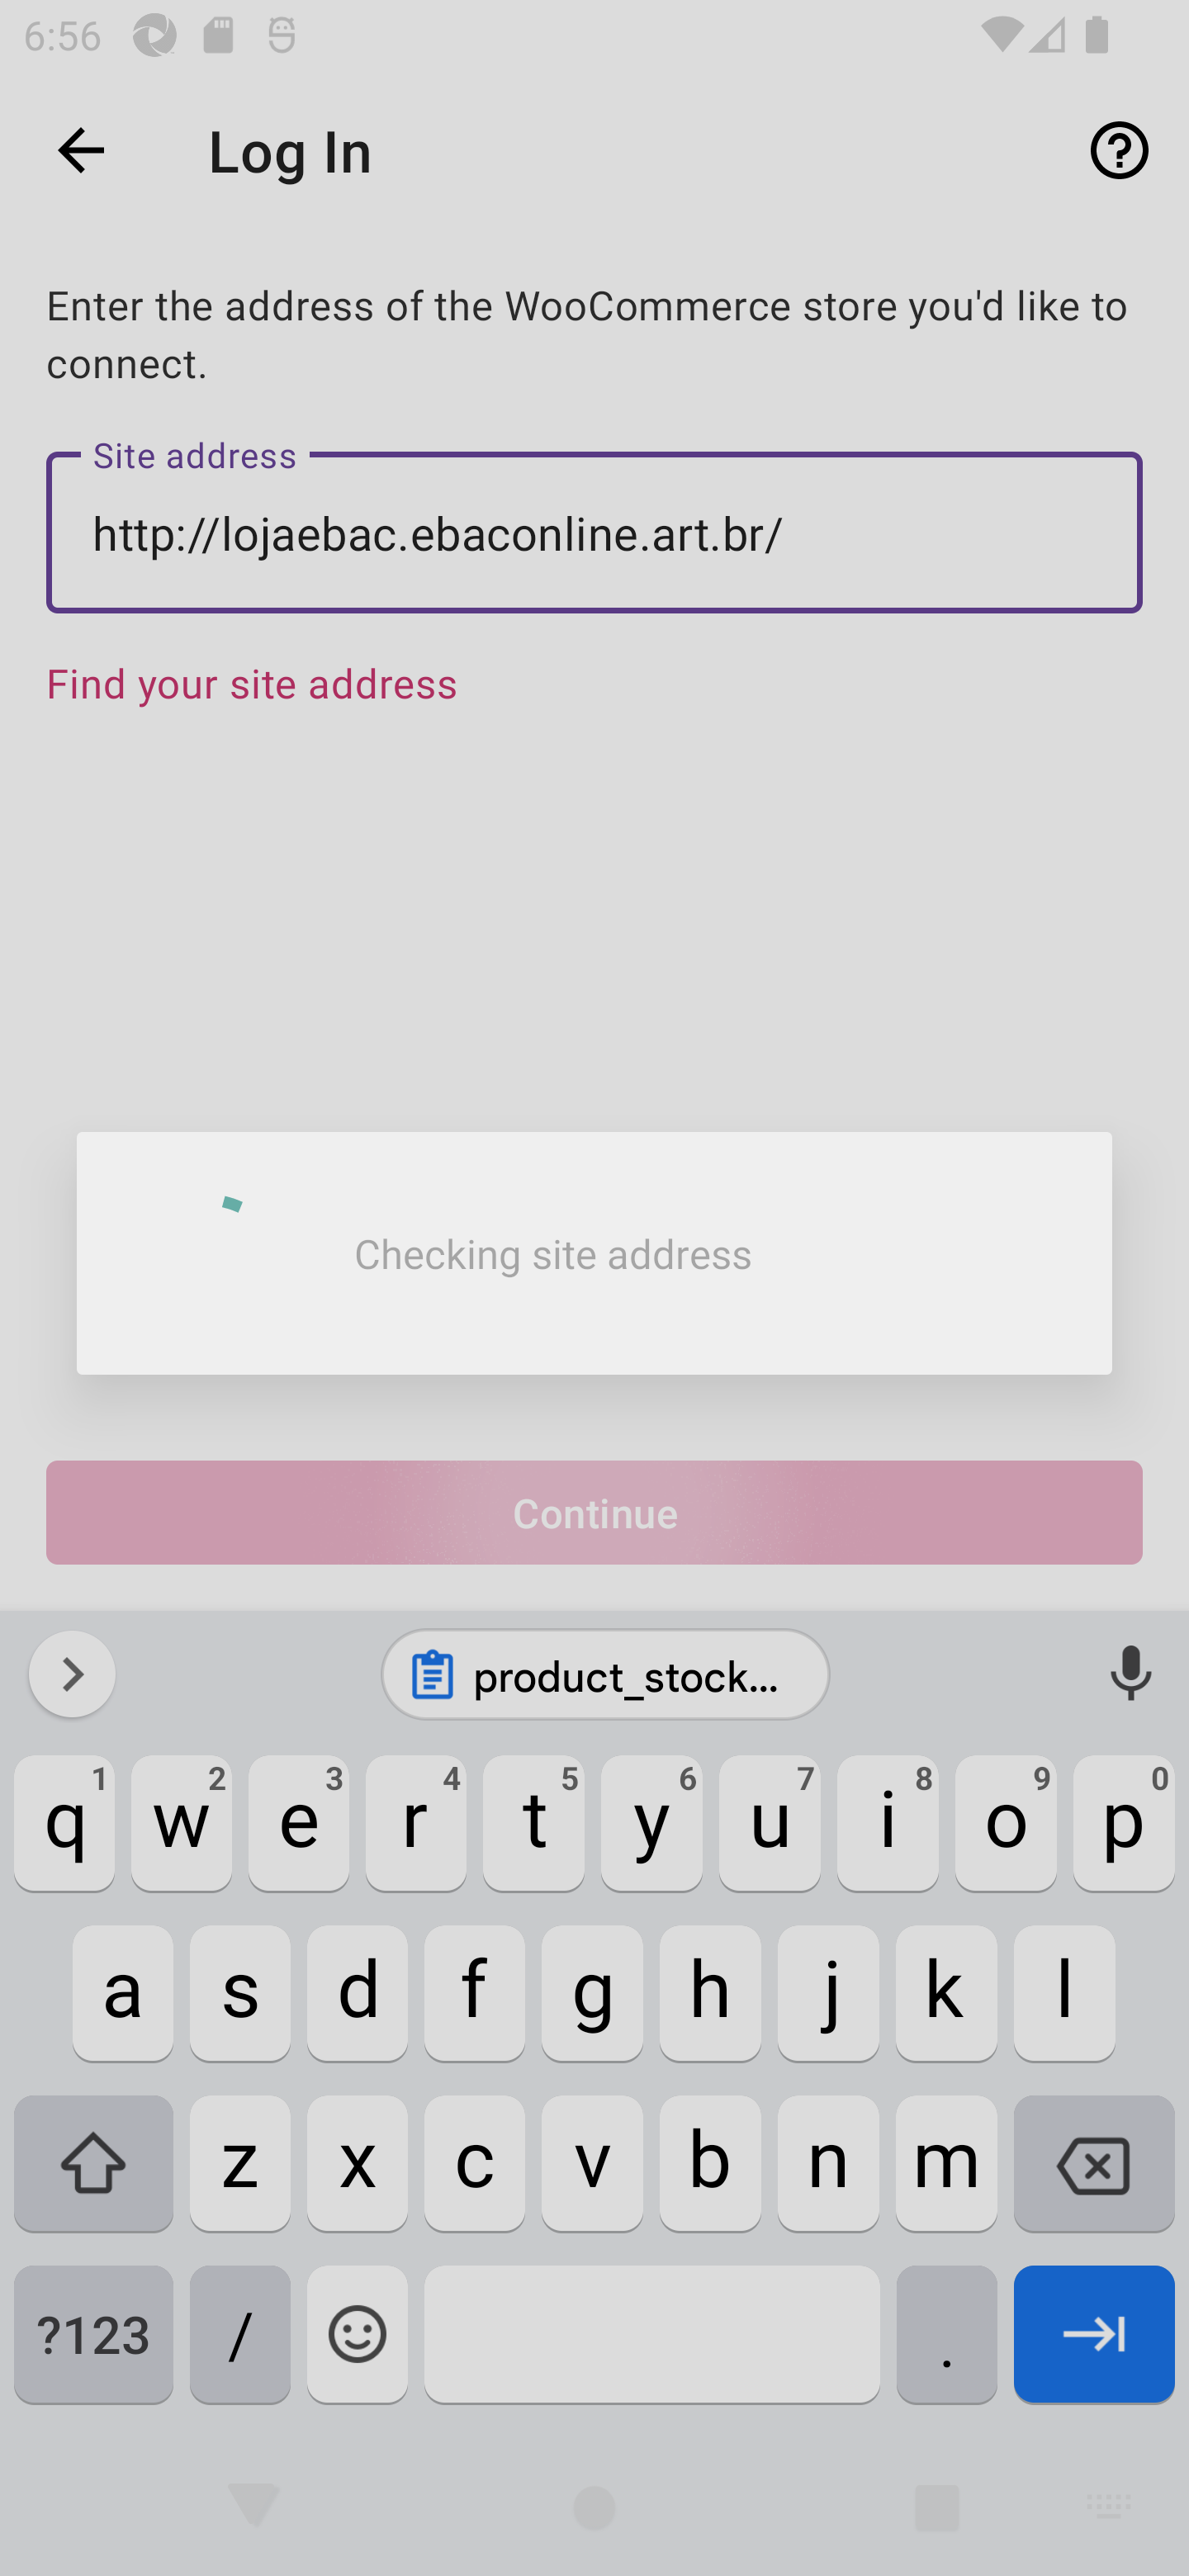 6:56
Log In
Enter the address of the WooCommerce store you'd like to
connect.
Site address
http://lojaebac.ebaconline.art.br/
Find your site address
Checking site address
Continue
product_stock...
q 1 w 2 e 3 r 4 t 5 y 6 u 7 i 8 o 9 p 0
a s d f g h j k l
z x c v b n m
?123 / .